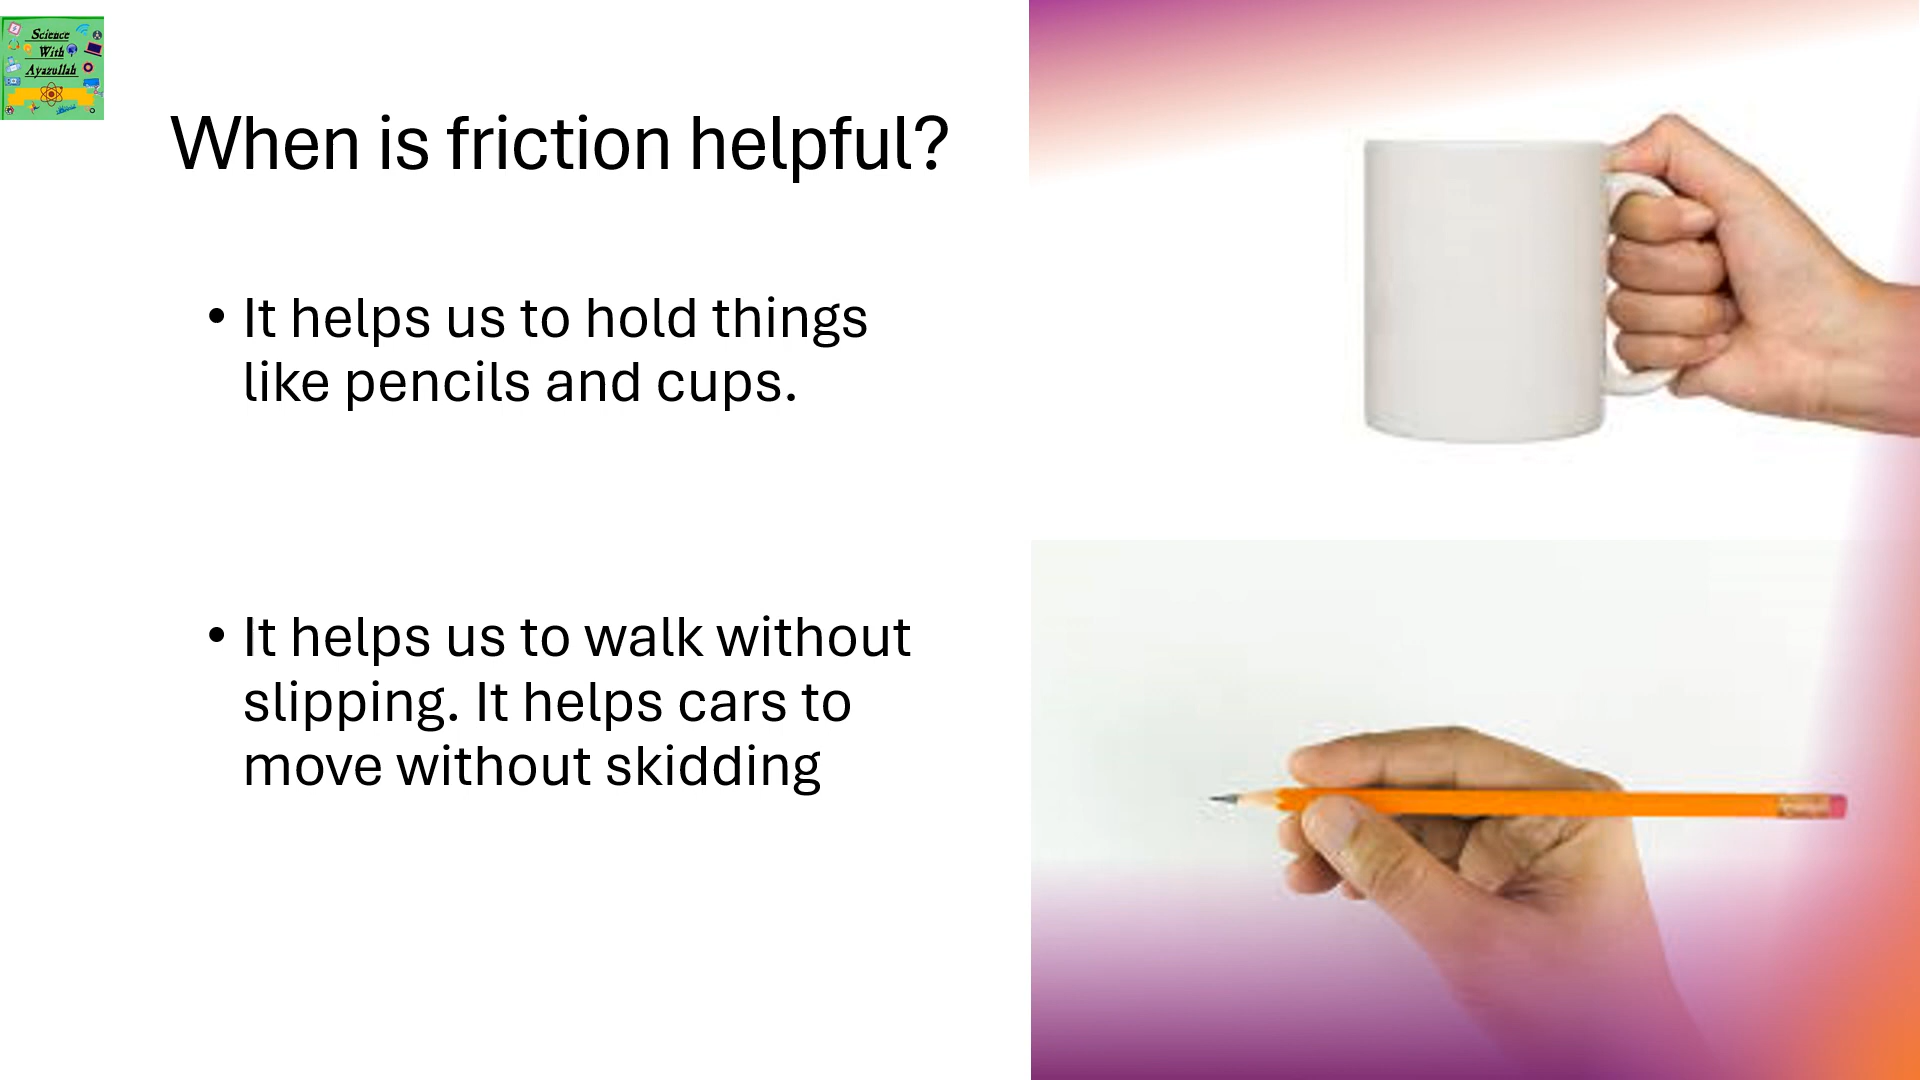 Science
With
Ayazullah
When is friction helpful?
• It helps us to hold things
like pencils and cups.
• It helps us to walk without
slipping. It helps cars to
move without skidding